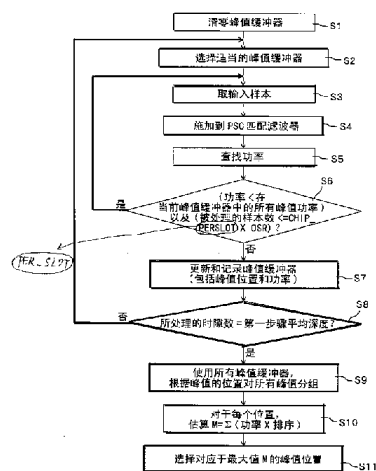 清零峰值缓冲器
S1
选择适当的峰值缓冲器
S2
取输入样本
S3
施加到PSC匹配滤波器
S4
查找功率
S5
S6
(功率<在
当前峰值缓冲器中的所有峰值功率)
以及(被处理的样本数<=CHIP_
PERSLOT)X OSR)?
是
否
PER_SLOT
更新和记录峰值缓冲器
(包括峰值位置和功率)
S7
S8
否
所处理的时隙数=第一步骤平均深度?
是
使用所有峰值缓冲器,
根据峰值的位置对所有峰值分组
S9
对于每个位置,
估算M=Σ(功率X排序)
S10
选择对应于最大值M的峰值位置
S11